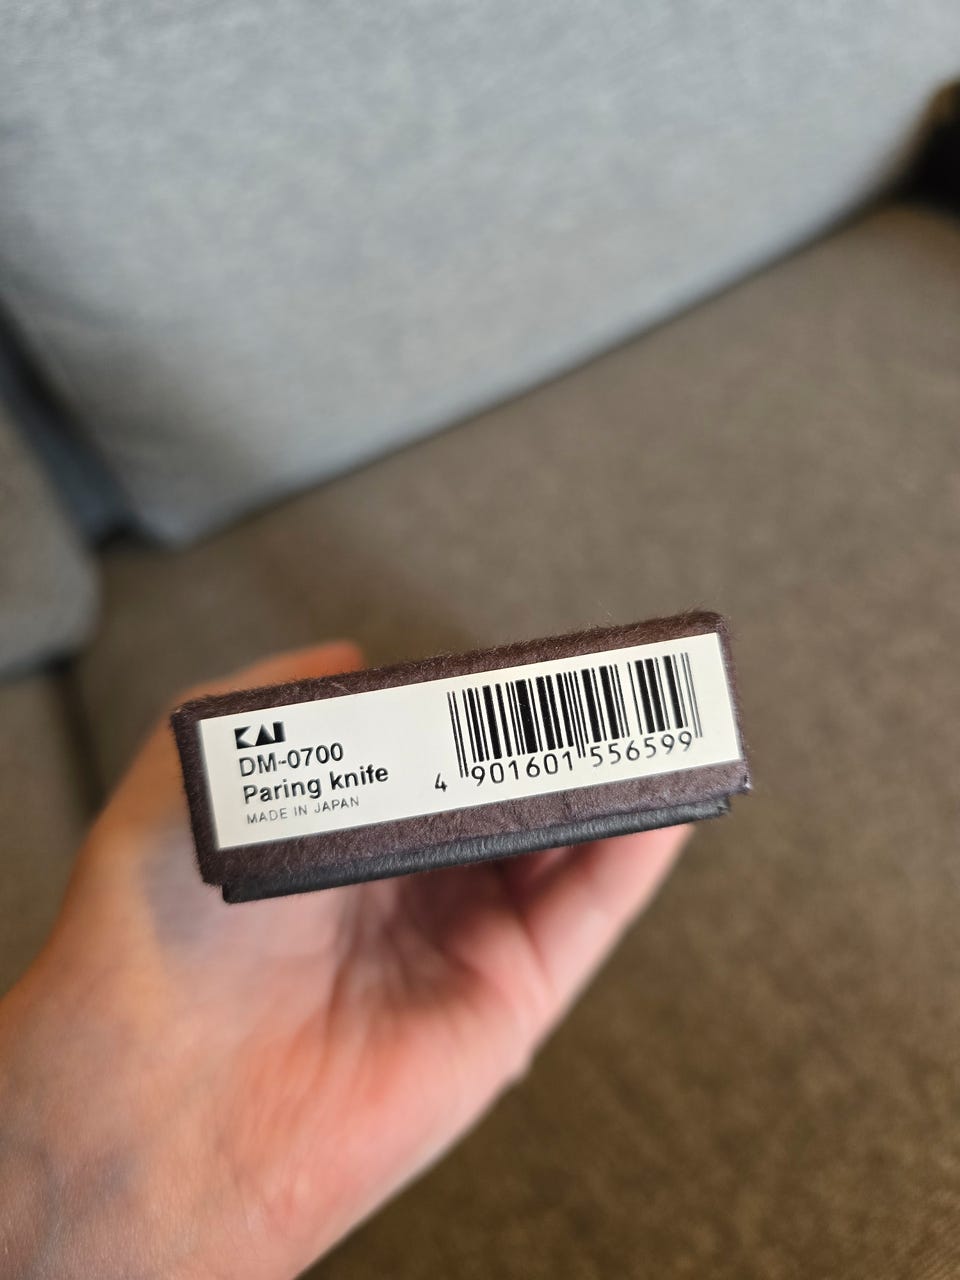 KAI
DM-0700
Paring knife
MADE IN JAPAN
4 901601 556599